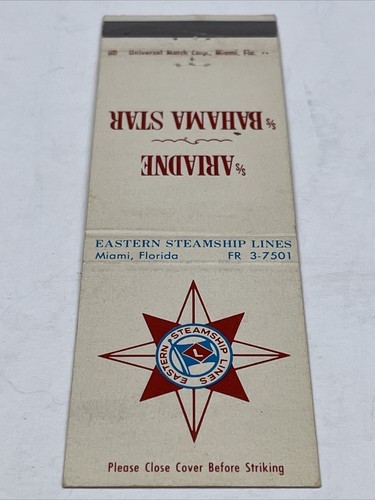 Universal Match Corp., Miami, Fla.
S/S BAHAMA STAR
S/S ARIADNE
EASTERN STEAMSHIP LINES
Miami, Florida FR 3-7501
EASTERN STEAMSHIP LINES
L
Please Close Cover Before Striking